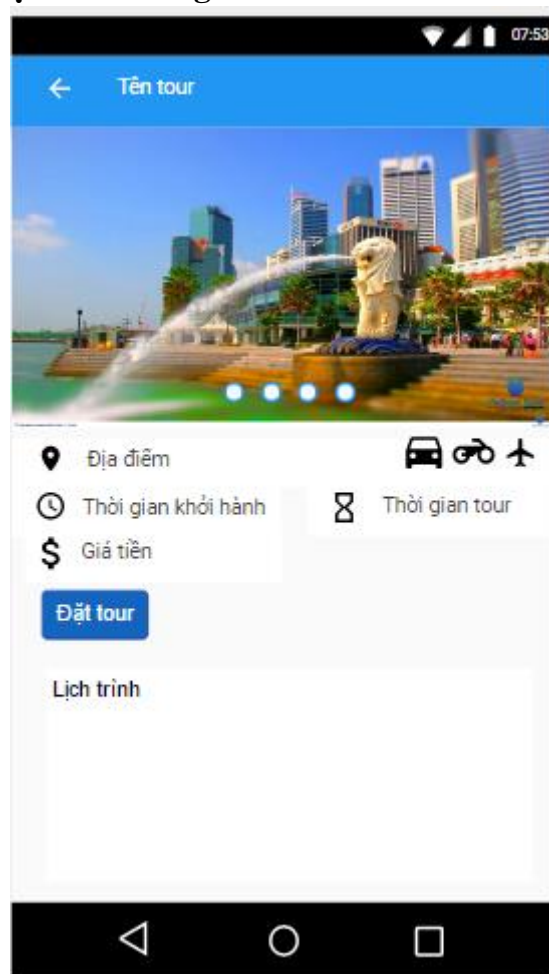 07:53
Tên tour
Địa điểm
Thời gian khởi hành
Thời gian tour
Giá tiền
Đặt tour
Lịch trình